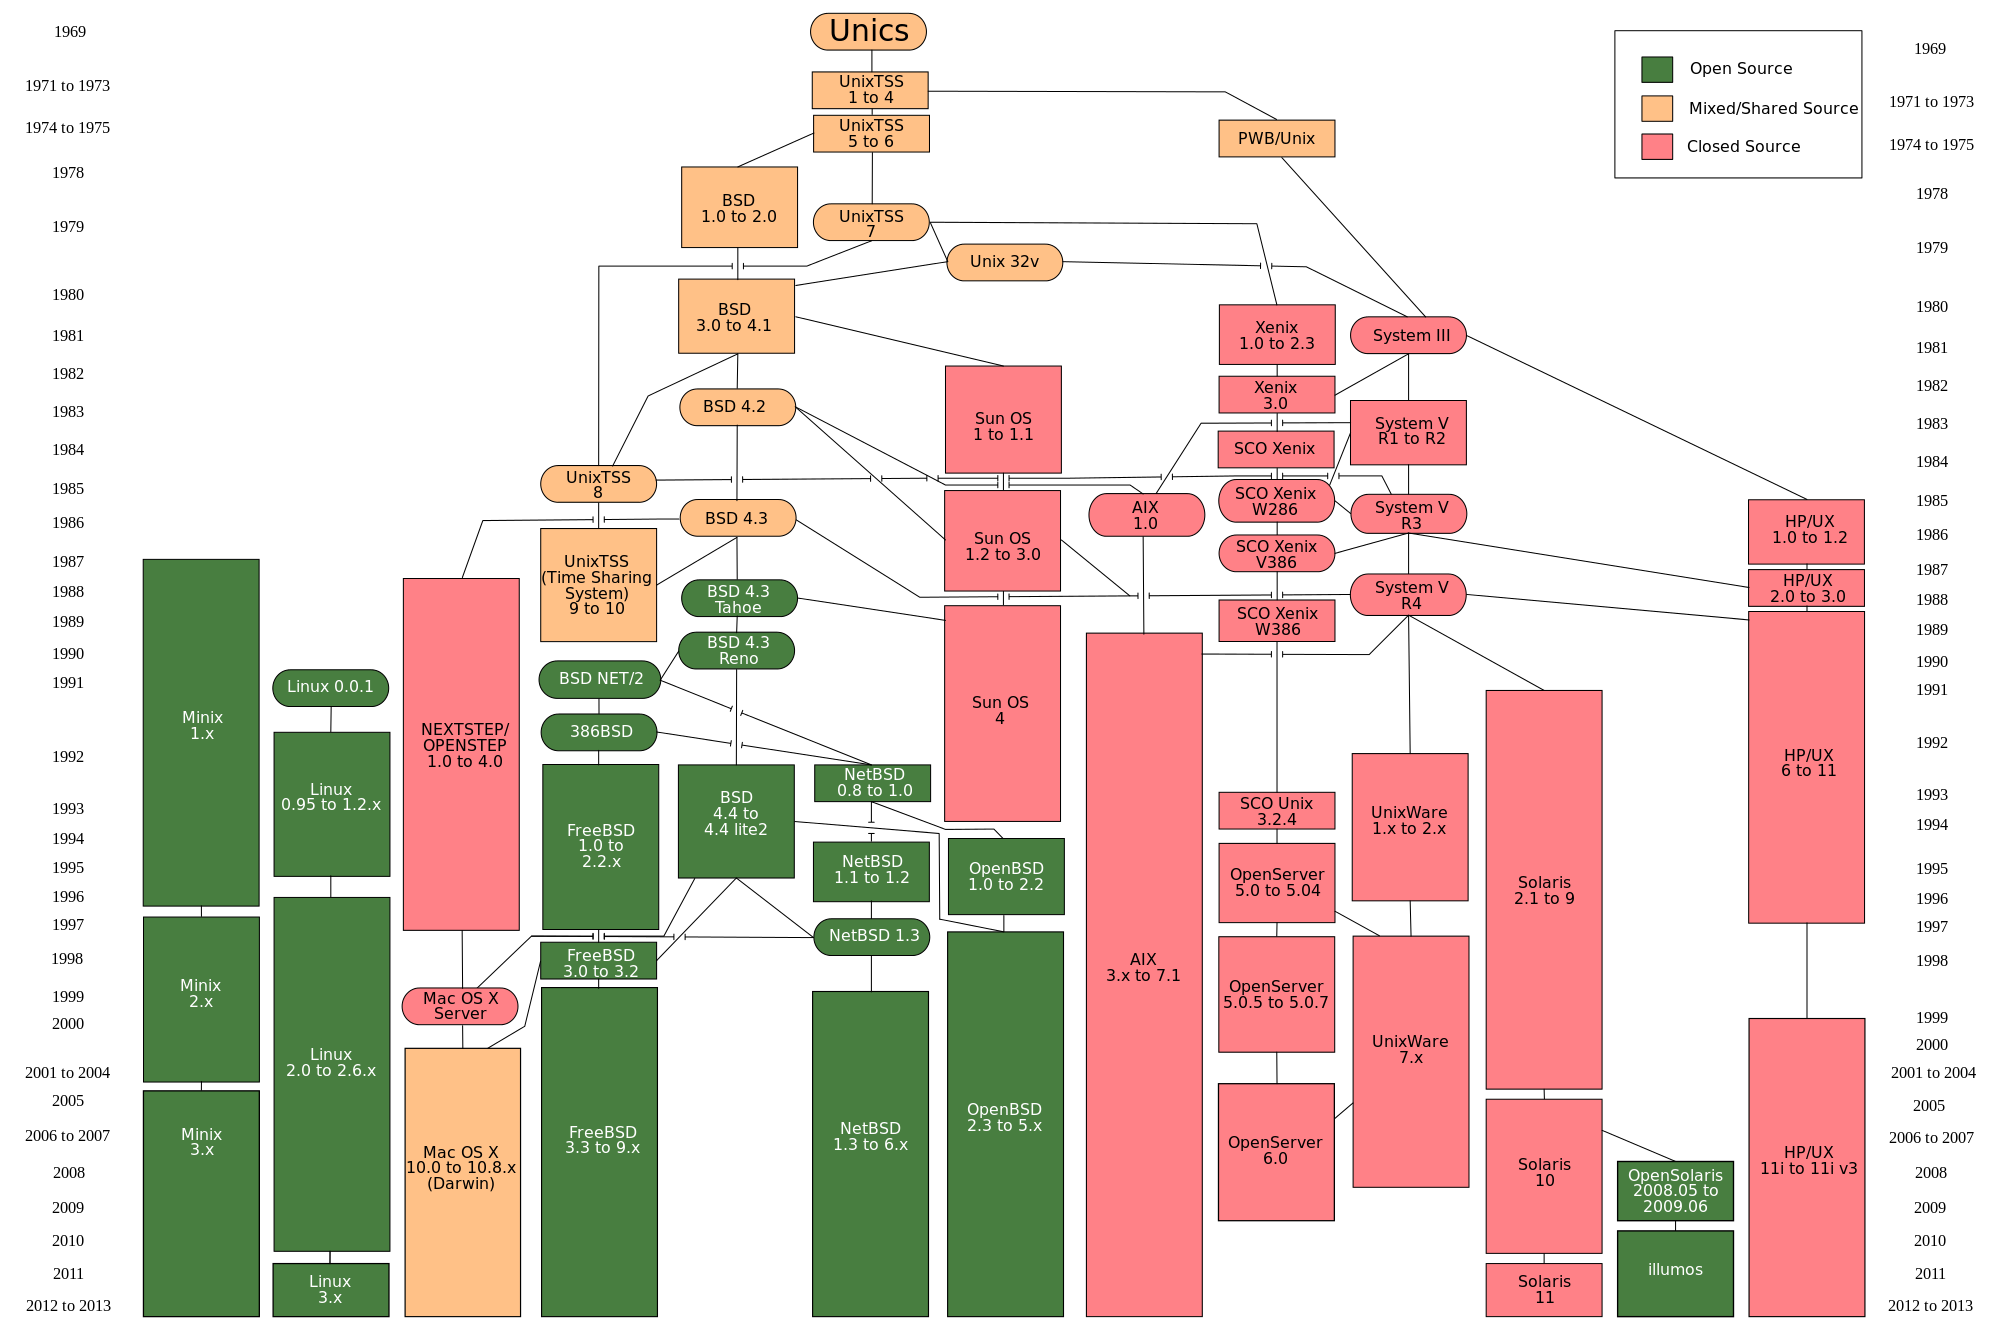 Unics
1969
1969
Open Source
Mixed/Shared Source
Closed Source
1971 to 1973
UnixTSS
1 to 4
1971 to 1973
1974 to 1975
UnixTSS
5 to 6
PWB/Unix
1974 to 1975
1978
BSD
1.0 to 2.0
1978
1979
UnixTSS
7
1979
Unix 32v
1980
BSD
3.0 to 4.1
1980
1981
Xenix
1.0 to 2.3
System III
1981
1982
1982
Xenix
3.0
1983
BSD 4.2
Sun OS
1 to 1.1
System V
R1 to R2
1983
1984
SCO Xenix
1984
1985
UnixTSS
8
SCO Xenix
W286
1985
1986
BSD 4.3
AIX
1.0
System V
R3
HP/UX
1.0 to 1.2
1986
Sun OS
1.2 to 3.0
SCO Xenix
V386
1987
UnixTSS
(Time Sharing
System)
9 to 10
1987
1988
BSD 4.3
Tahoe
System V
R4
HP/UX
2.0 to 3.0
1988
1989
SCO Xenix
W386
1989
1990
BSD 4.3
Reno
1990
1991
Linux 0.0.1
BSD NET/2
1991
Minix
1.x
NEXTSTEP/
OPENSTEP
1.0 to 4.0
386BSD
Sun OS
4
1992
1992
HP/UX
6 to 11
Linux
0.95 to 1.2.x
NetBSD
0.8 to 1.0
1993
BSD
4.4 to
4.4 lite2
SCO Unix
3.2.4
UnixWare
1.x to 2.x
1993
1994
FreeBSD
1.0 to
2.2.x
1994
1995
NetBSD
1.1 to 1.2
OpenBSD
1.0 to 2.2
OpenServer
5.0 to 5.04
1995
1996
Solaris
2.1 to 9
1996
1997
NetBSD 1.3
1997
1998
FreeBSD
3.0 to 3.2
AIX
3.x to 7.1
1998
1999
Minix
2.x
Mac OS X
Server
OpenServer
5.0.5 to 5.0.7
1999
2000
2000
Linux
2.0 to 2.6.x
UnixWare
7.x
2001 to 2004
2001 to 2004
2005
2005
2006 to 2007
Minix
3.x
FreeBSD
3.3 to 9.x
NetBSD
1.3 to 6.x
OpenBSD
2.3 to 5.x
OpenServer
6.0
2006 to 2007
2008
Mac OS X
10.0 to 10.8.x
(Darwin)
Solaris
10
HP/UX
11i to 11i v3
2008
2009
OpenSolaris
2008.05 to
2009.06
2009
2010
2010
2011
illumos
2011
Linux
3.x
Solaris
11
2012 to 2013
2012 to 2013